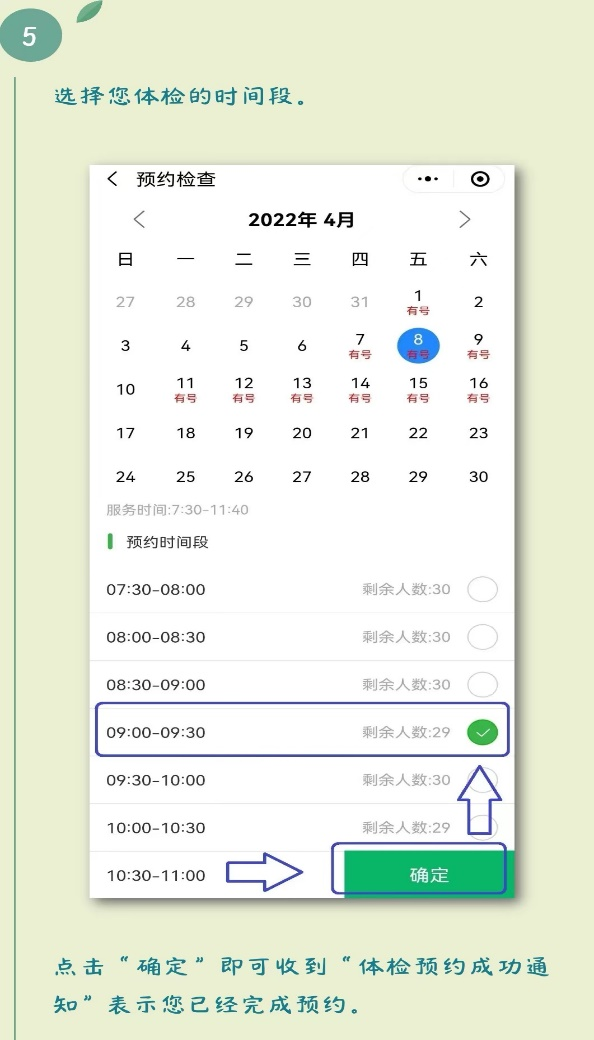 5
选择您体检的时间段。
预约检查
2022年 4月
日 一 二 三 四 五 六
27 28 29 30 31 1 2
有号
3 4 5 6 7 8 9
有号 有号 有号
10 11 12 13 14 15 16
有号 有号 有号 有号 有号 有号
17 18 19 20 21 22 23
24 25 26 27 28 29 30
服务时间:7:30-11:40
预约时间段
07:30-08:00 剩余人数:30
08:00-08:30 剩余人数:30
08:30-09:00 剩余人数:30
09:00-09:30 剩余人数:29
09:30-10:00 剩余人数:30
10:00-10:30 剩余人数:29
10:30-11:00 确定
点击“确定”即可收到“体检预约成功通
知”表示您已经完成预约。